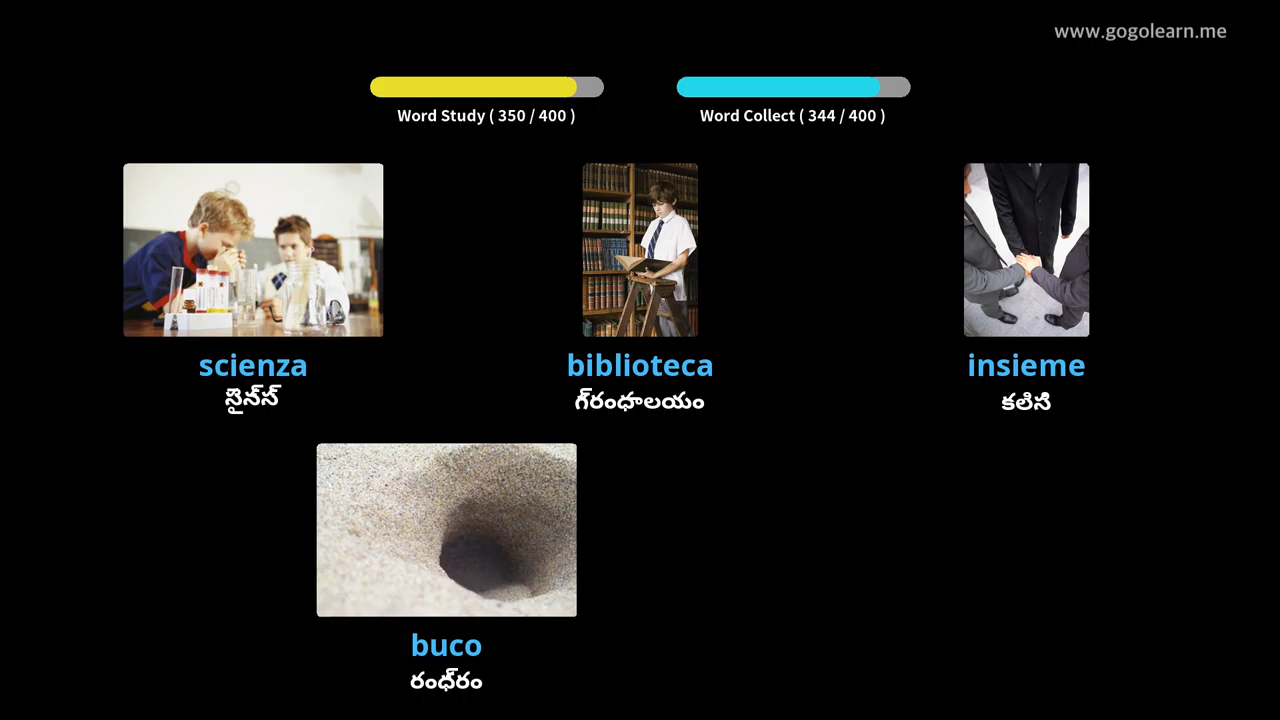 www.gogolearn.me
Word Study ( 350 / 400 )
Word Collect ( 344 / 400 )
scienza
సైన్స్
biblioteca
గ్రంధాలయం
insieme
కలిసి
buco
రంధ్రం